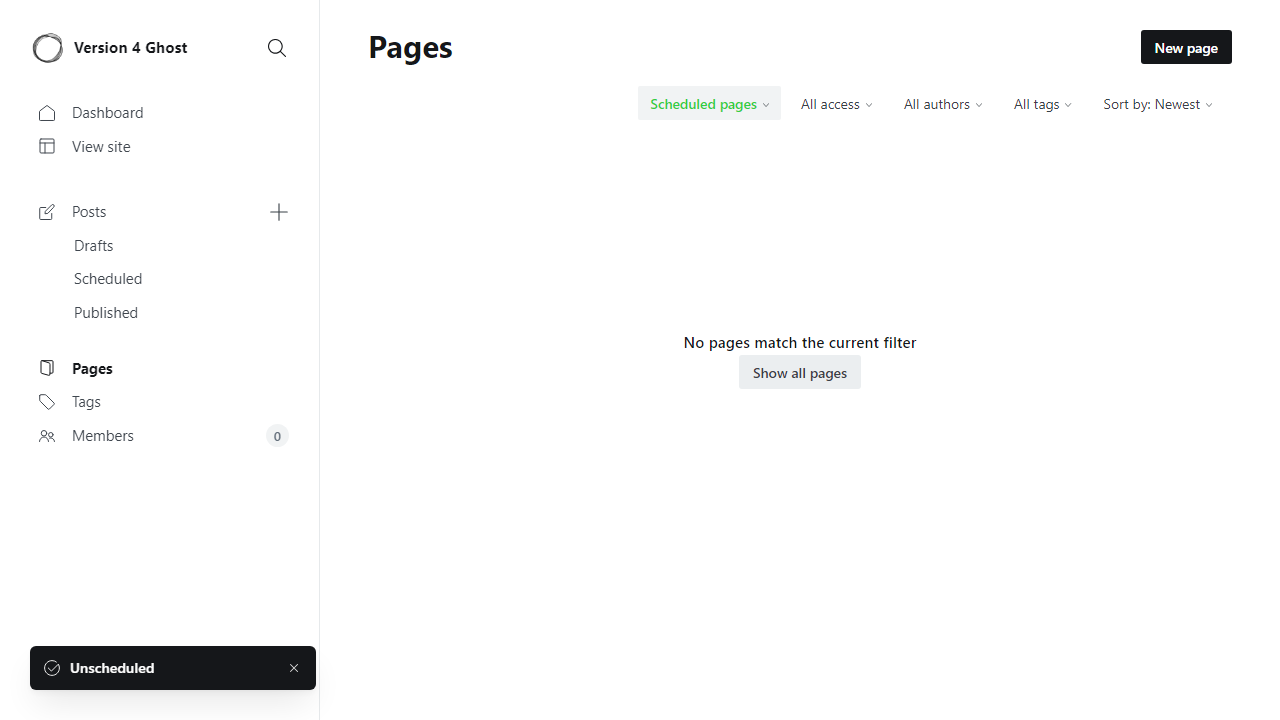 Version 4 Ghost
Dashboard
View site
Posts
Drafts
Scheduled
Published
Pages
Tags
Members
0
Unscheduled
Pages
New page
Scheduled pages
All access
All authors
All tags
Sort by: Newest
No pages match the current filter
Show all pages